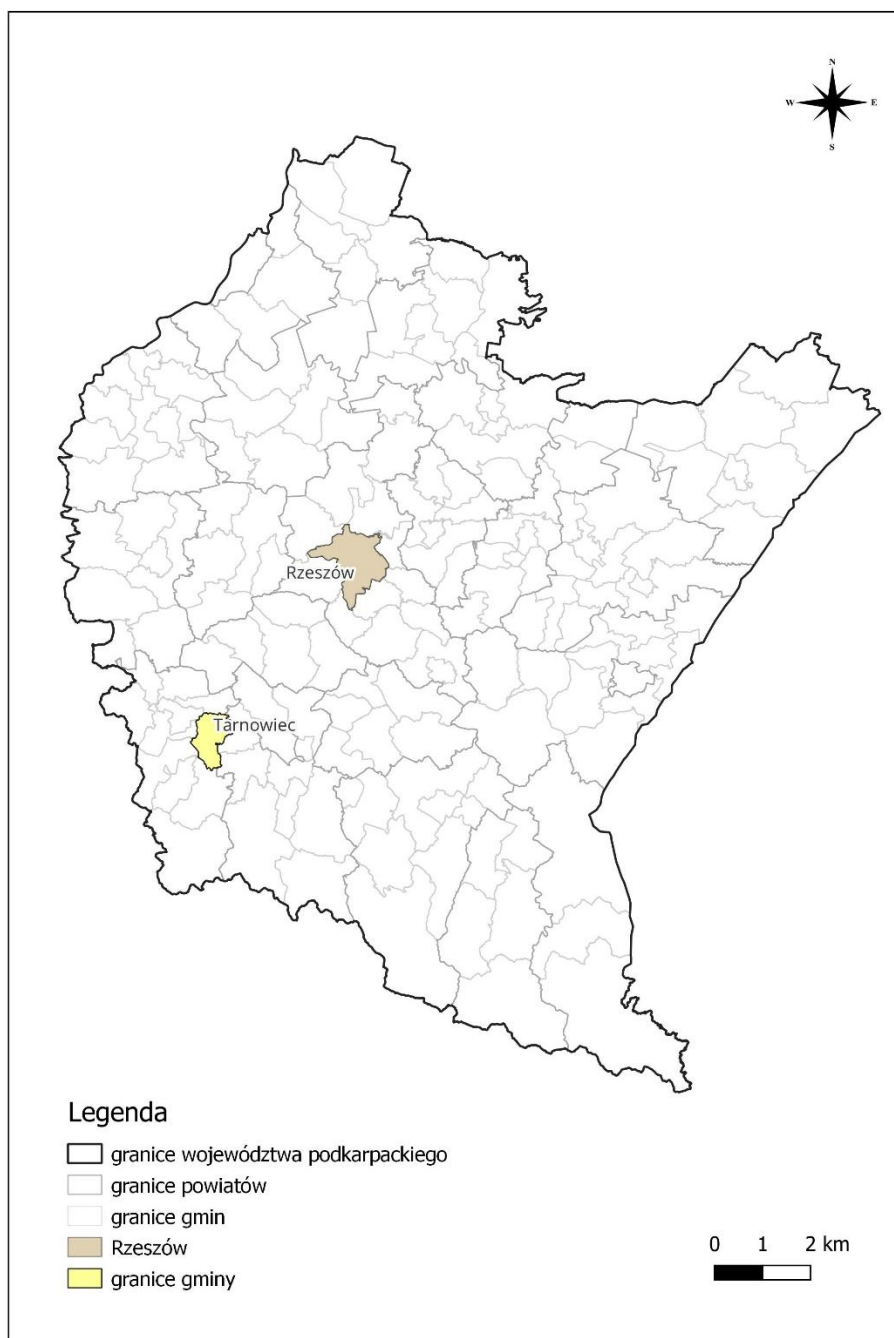 N
W E
S
Rzeszów
Tarnowiec
Legenda
granice województwa podkarpackiego
granice powiatów
granice gmin
Rzeszów
granice gminy
0 1 2 km